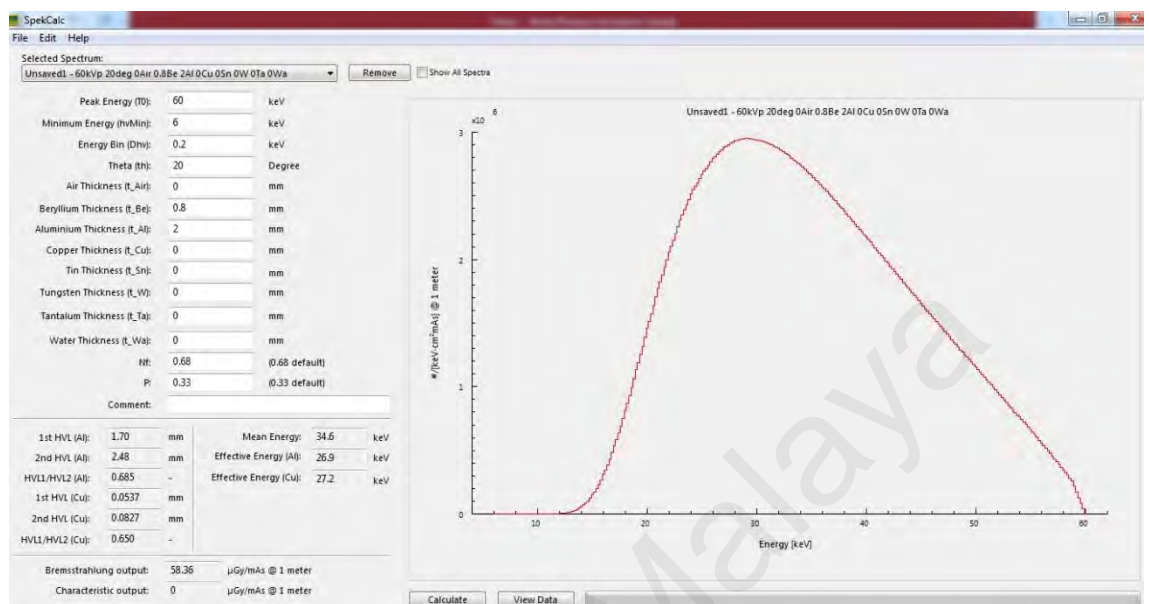 SpekCalc
File Edit Help
Selected Spectrum:
Unsaved1 - 60kVp 20deg 0Air 0.8Be 2Al 0Cu 0Sn 0W 0Ta 0Wa
Remove
Show All Spectra
Peak Energy (T0): 60 keV
Minimum Energy (hvMin): 6 keV
Energy Bin (Dhv): 0.2 keV
Theta (th): 20 Degree
Air Thickness (t_Air): 0 mm
Beryllium Thickness (t_Be): 0.8 mm
Aluminium Thickness (t_Al): 2 mm
Copper Thickness (t_Cu): 0 mm
Tin Thickness (t_Sn): 0 mm
Tungsten Thickness (t_W): 0 mm
Tantalum Thickness (t_Ta): 0 mm
Water Thickness (t_Wa): 0 mm
Nf: 0.68 (0.68 default)
P: 0.33 (0.33 default)
Comment:
1st HVL (Al): 1.70 mm
2nd HVL (Al): 2.48 mm
HVL1/HVL2 (Al): 0.685 -
1st HVL (Cu): 0.0537 mm
2nd HVL (Cu): 0.0827 mm
HVL1/HVL2 (Cu): 0.650 -
Mean Energy: 34.6 keV
Effective Energy (Al): 26.9 keV
Effective Energy (Cu): 27.2 keV
Bremsstrahlung output: 58.36 µGy/mAs @ 1 meter
Characteristic output: 0 µGy/mAs @ 1 meter
Unsaved1 - 60kVp 20deg 0Air 0.8Be 2Al 0Cu 0Sn 0W 0Ta 0Wa
x10 6
3
2
1
0
#/[keV·cm²mAs] @ 1 meter
10 20 30 40 50 60
Energy [keV]
Calculate
View Data
Malaya